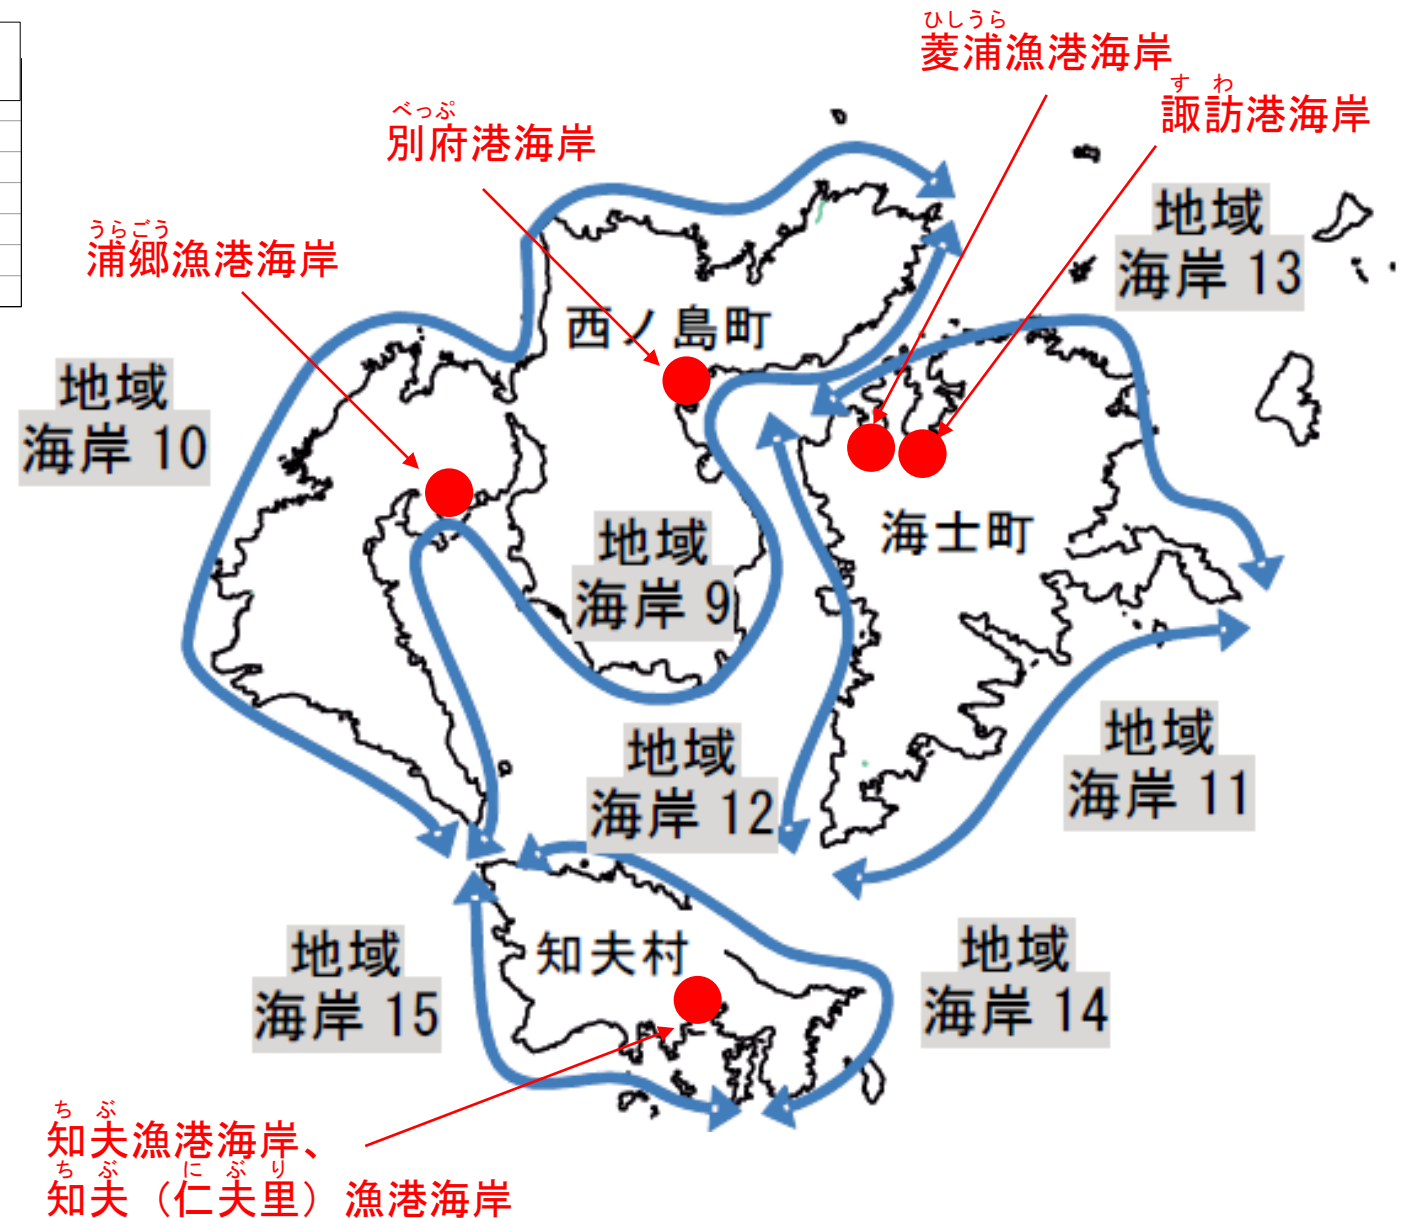 ひしうら
菱浦漁港海岸
すわ
諏訪港海岸
べっぷ
別府港海岸
うらごう
浦郷漁港海岸
地域
海岸 13
西ノ島町
地域
海岸 10
海士町
地域
海岸 9
地域
海岸 12
地域
海岸 11
知夫村
地域
海岸 15
地域
海岸 14
ちぶ
知夫漁港海岸、
ちぶ にぶり
知夫（仁夫里）漁港海岸